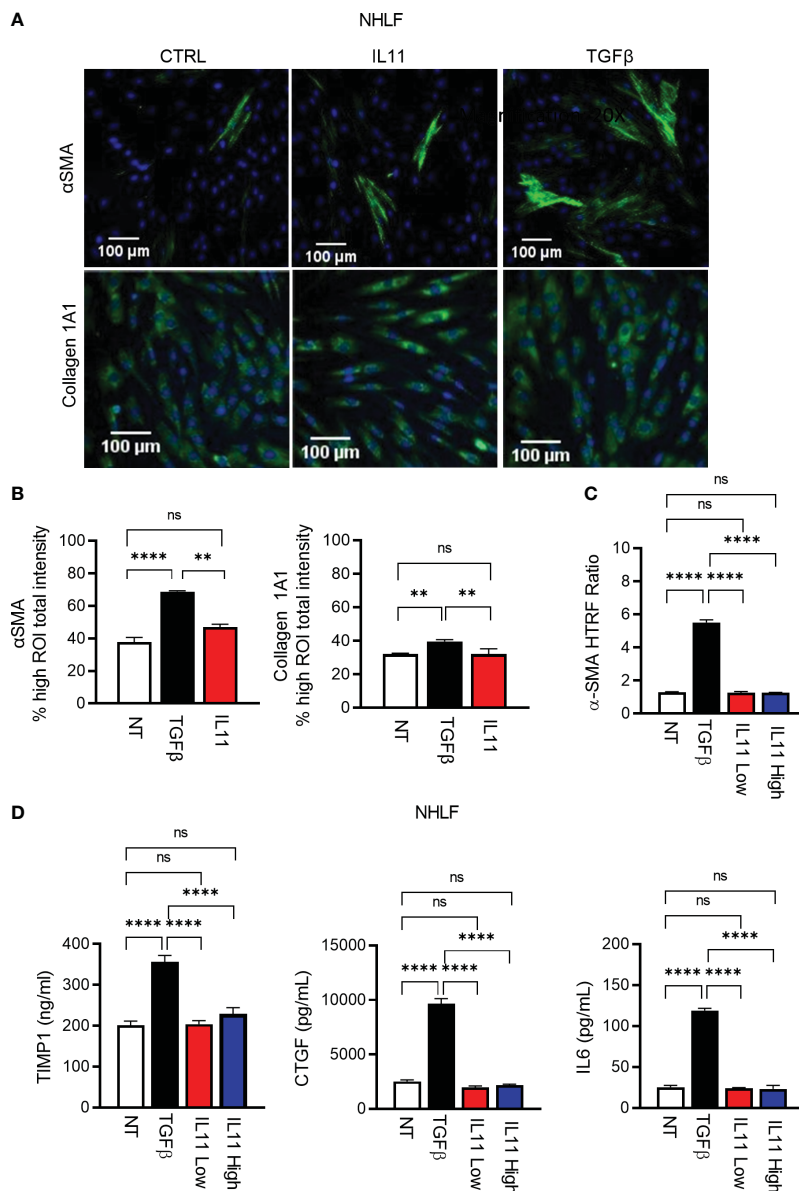 A
NHLF
CTRL IL11 TGFβ
αSMA
20X
100 µm 100 µm 100 µm
Collagen 1A1
100 µm 100 µm 100 µm
B
αSMA
% high ROI total intensity
100
80
60
40
20
0
ns
**** **
NT TGFβ IL11
Collagen 1A1
% high ROI total intensity
100
80
60
40
20
0
ns
** **
NT TGFβ IL11
C
α-SMA HTRF Ratio
10
8
6
4
2
0
ns
ns
****
**** ****
NT TGFβ IL11 Low IL11 High
D
NHLF
TIMP1 (ng/ml)
400
300
200
100
0
ns
ns
****
**** ****
NT TGFβ IL11 Low IL11 High
CTGF (pg/mL)
15000
10000
5000
0
ns
ns
****
**** ****
NT TGFβ IL11 Low IL11 High
IL6 (pg/mL)
200
150
100
50
0
ns
ns
****
**** ****
NT TGFβ IL11 Low IL11 High